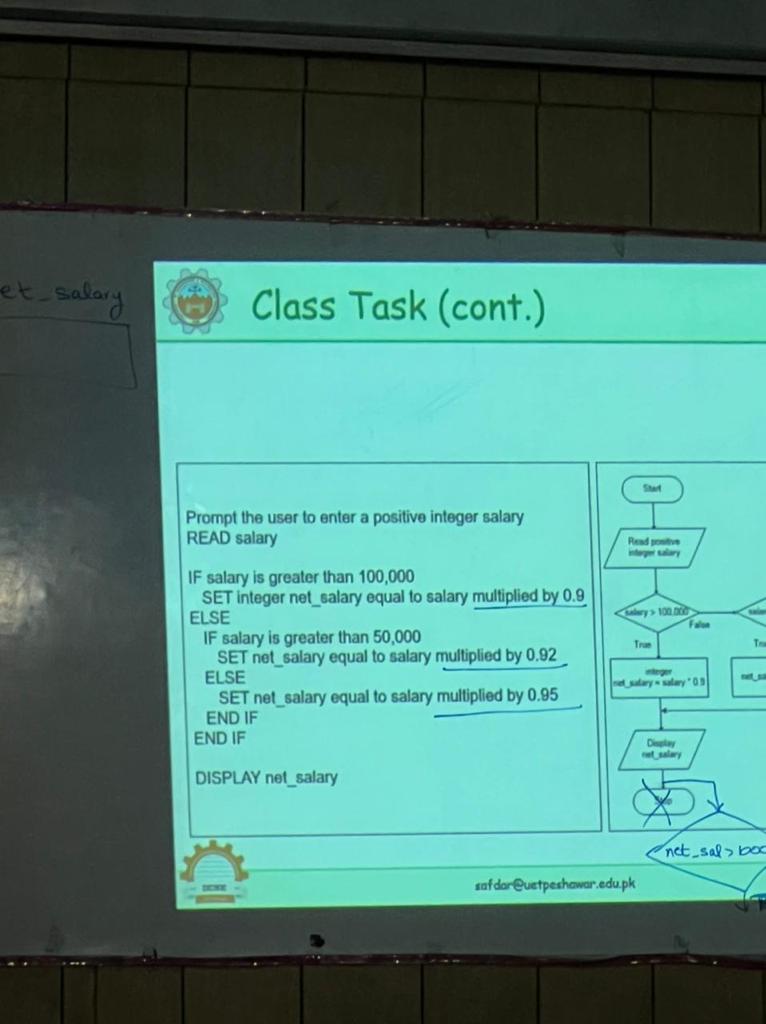 et_salary
Class Task (cont.)
Prompt the user to enter a positive integer salary
READ salary
IF salary is greater than 100,000
SET integer net_salary equal to salary multiplied by 0.9
ELSE
IF salary is greater than 50,000
SET net_salary equal to salary multiplied by 0.92
ELSE
SET net_salary equal to salary multiplied by 0.95
END IF
END IF
DISPLAY net_salary
Start
Read positive
integer salary
salary > 100,000
False
True
integer
net_salary = salary * 0.9
Display
net_salary
net_sal >
safdar@uetpeshawar.edu.pk